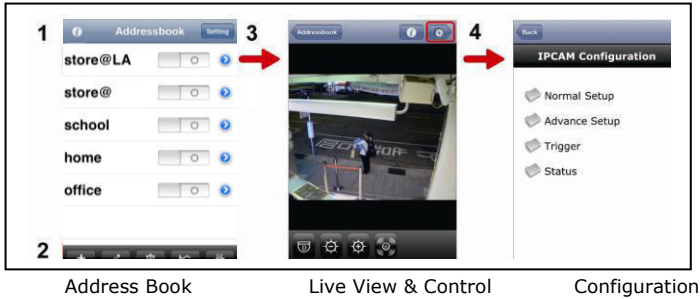 1
Addressbook
Setting
store@LA
store@
school
home
office
2
3
Addressbook
4
Back
IPCAM Configuration
Normal Setup
Advance Setup
Trigger
Status
Address Book
Live View & Control
Configuration